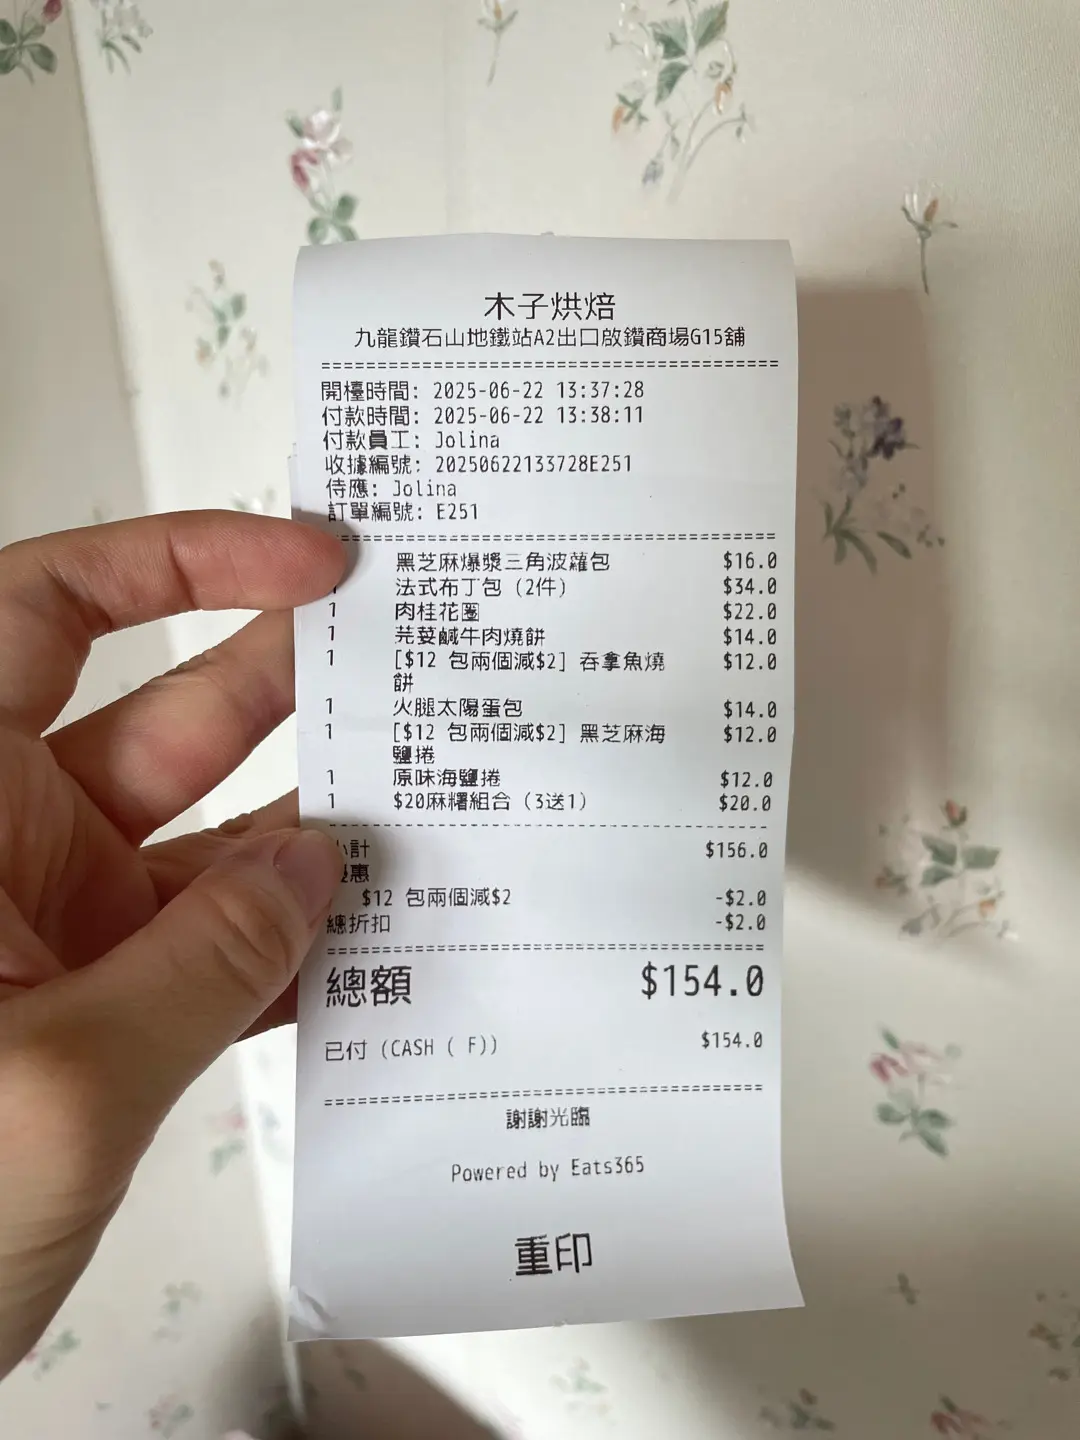 木子烘焙
九龍鑽石山地鐵站A2出口啟鑽商場G15舖
開檯時間: 2025-06-22 13:37:28
付款時間: 2025-06-22 13:38:11
付款員工: Jolina
收據編號: 20250622133728E251
侍應: Jolina
訂單編號: E251
黑芝麻爆漿三角波蘿包 $16.0
法式布丁包 (2件) $34.0
1 肉桂花圈 $22.0
1 芫荽鹹牛肉燒餅 $14.0
1 [$12 包兩個減$2] 吞拿魚燒 $12.0
餅
1 火腿太陽蛋包 $14.0
1 [$12 包兩個減$2] 黑芝麻海 $12.0
鹽捲
1 原味海鹽捲 $12.0
1 $20麻糬組合 (3送1) $20.0
小計 $156.0
優惠
$12 包兩個減$2 -$2.0
總折扣 -$2.0
總額 $154.0
已付 (CASH ( F)) $154.0
謝謝光臨
Powered by Eats365
重印